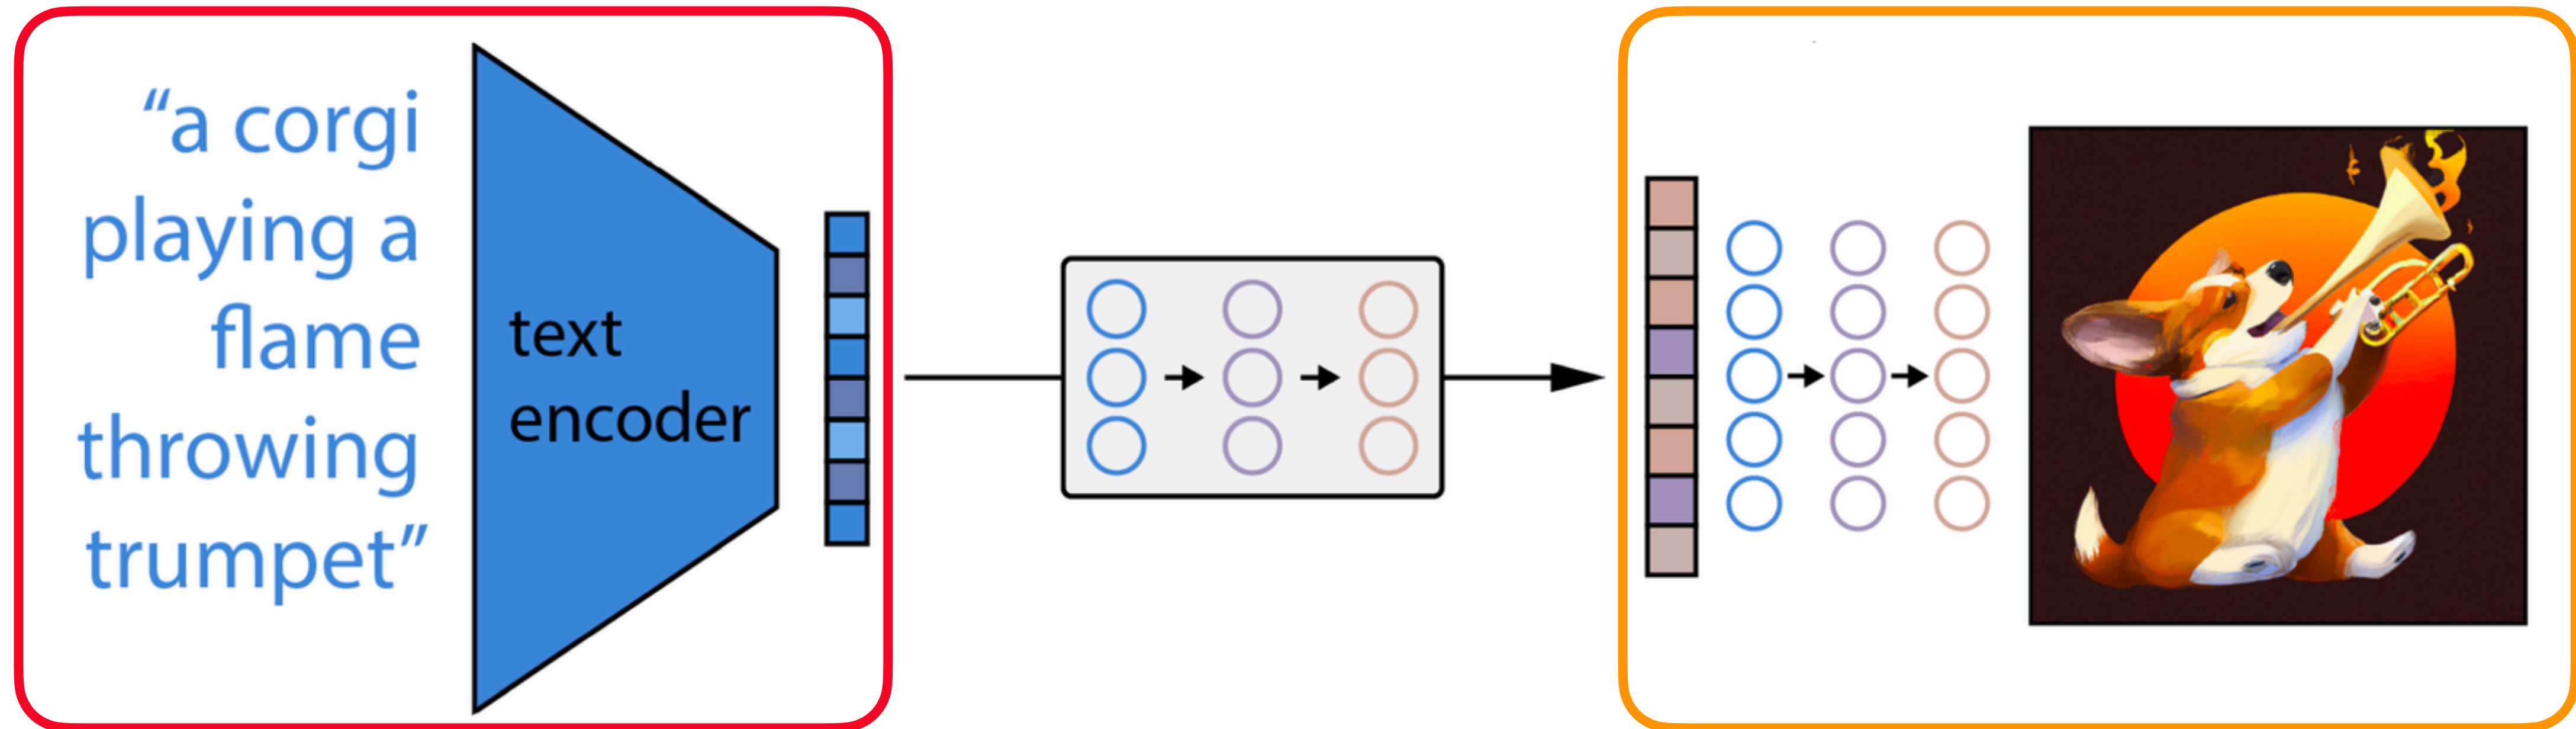 “a corgi
playing a
flame
throwing
trumpet”
text
encoder